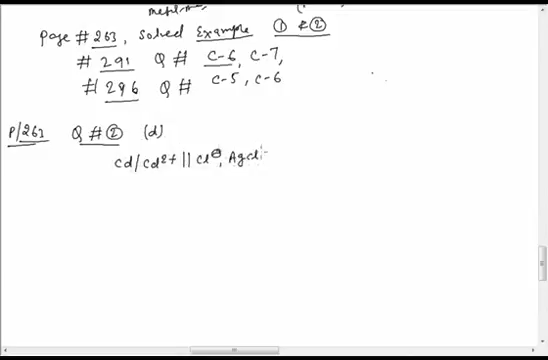 Page # 263, Solved Example ① & ②
# 291 Q # C-6, C-7,
# 296 Q # C-5, C-6
P/263 Q # ② (d)
Cd/Cd2+ || Cl⊖, Agcl